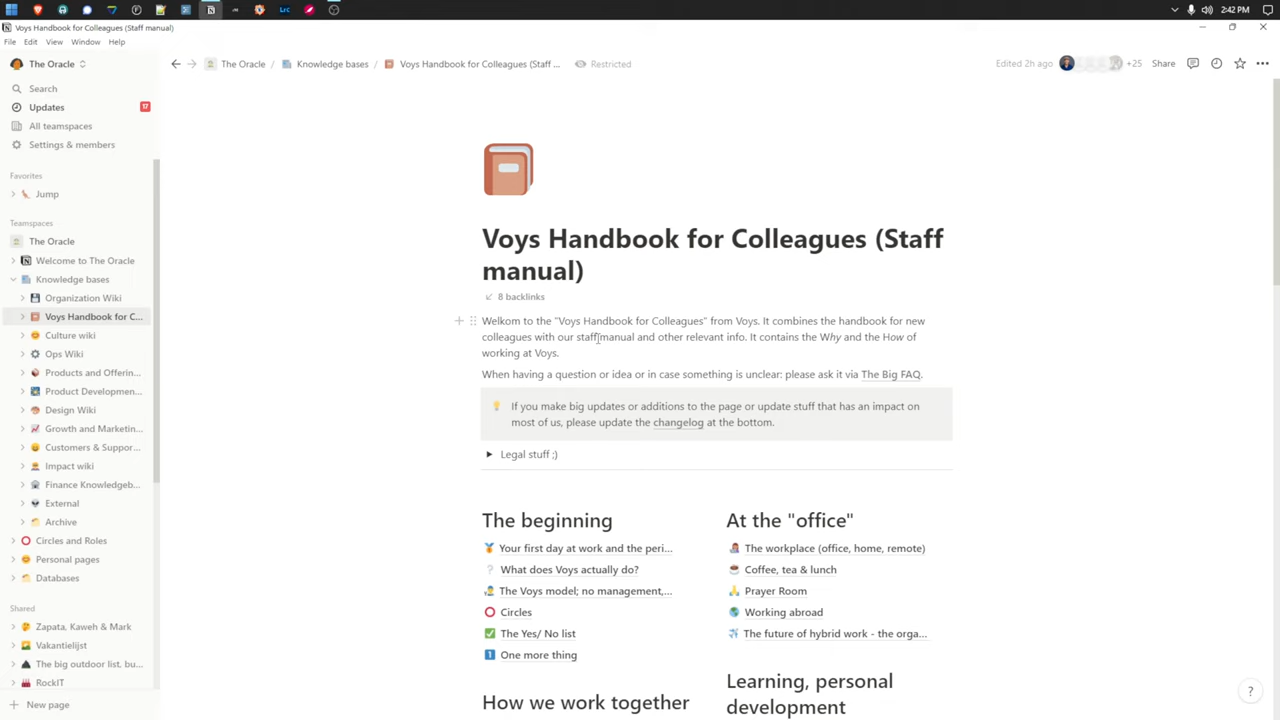 Lrc
2:42 PM
Voys Handbook for Colleagues (Staff manual)
File Edit View Window Help
The Oracle
The Oracle / Knowledge bases / Voys Handbook for Colleagues (Staff ... Restricted
Edited 2h ago +25 Share
Search
Updates 17
All teamspaces
Settings & members
Favorites
Jump
Teamspaces
The Oracle
Welcome to The Oracle
Knowledge bases
Organization Wiki
Voys Handbook for C...
Culture wiki
Ops Wiki
Products and Offerin...
Product Developmen...
Design Wiki
Growth and Marketin...
Customers & Suppor...
Impact wiki
Finance Knowledgeb...
External
Archive
Circles and Roles
Personal pages
Databases
Shared
Zapata, Kaweh & Mark
Vakantielijst
The big outdoor list, bu...
RockIT
New page
Voys Handbook for Colleagues (Staff
manual)
8 backlinks
Welkom to the "Voys Handbook for Colleagues" from Voys. It combines the handbook for new
colleagues with our staff manual and other relevant info. It contains the Why and the How of
working at Voys.
When having a question or idea or in case something is unclear: please ask it via The Big FAQ.
If you make big updates or additions to the page or update stuff that has an impact on
most of us, please update the changelog at the bottom.
Legal stuff ;)
The beginning
Your first day at work and the peri...
What does Voys actually do?
The Voys model; no management,...
Circles
The Yes/ No list
1 One more thing
How we work together
At the "office"
The workplace (office, home, remote)
Coffee, tea & lunch
Prayer Room
Working abroad
The future of hybrid work - the orga...
Learning, personal
development
?